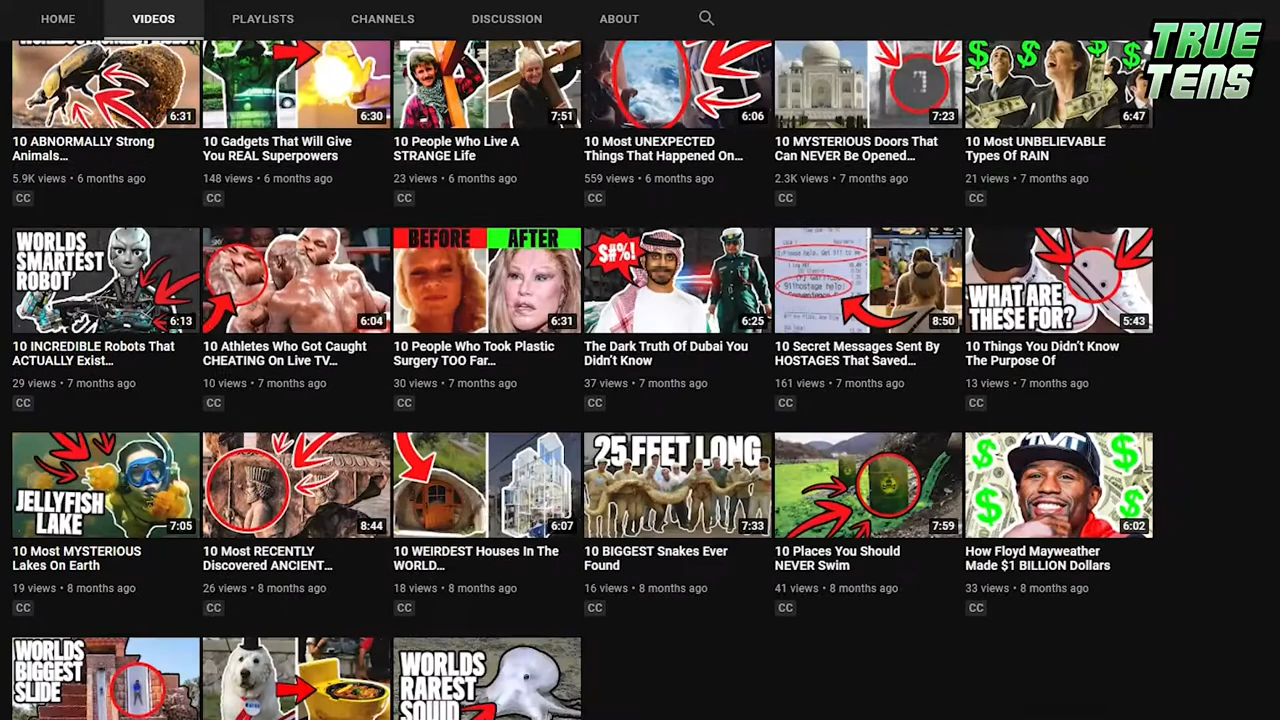 HOME VIDEOS PLAYLISTS CHANNELS DISCUSSION ABOUT
TRUE
TENS
6:31 6:30 7:51 6:06 7:23 6:47
10 ABNORMALLY Strong
Animals...
5.9K views • 6 months ago
CC
10 Gadgets That Will Give
You REAL Superpowers
148 views • 6 months ago
CC
10 People Who Live A
STRANGE Life
23 views • 6 months ago
CC
10 Most UNEXPECTED
Things That Happened On...
559 views • 6 months ago
CC
10 MYSTERIOUS Doors That
Can NEVER Be Opened...
2.3K views • 7 months ago
CC
10 Most UNBELIEVABLE
Types Of RAIN
21 views • 7 months ago
CC
WORLDS
SMARTEST
ROBOT
6:13
10 INCREDIBLE Robots That
ACTUALLY Exist...
29 views • 7 months ago
CC
6:04
10 Athletes Who Got Caught
CHEATING On Live TV...
10 views • 7 months ago
CC
BEFORE AFTER
6:31
10 People Who Took Plastic
Surgery TOO Far...
30 views • 7 months ago
CC
$#%!
6:25
The Dark Truth Of Dubai You
Didn't Know
37 views • 7 months ago
CC
911hostage help!
8:50
10 Secret Messages Sent By
HOSTAGES That Saved...
161 views • 7 months ago
CC
WHAT ARE
THESE FOR?
5:43
10 Things You Didn't Know
The Purpose Of
13 views • 7 months ago
CC
JELLYFISH
LAKE
7:05
10 Most MYSTERIOUS
Lakes On Earth
19 views • 8 months ago
CC
8:44
10 Most RECENTLY
Discovered ANCIENT...
26 views • 8 months ago
CC
6:07
10 WEIRDEST Houses In The
WORLD...
18 views • 8 months ago
CC
25 FEET LONG
7:33
10 BIGGEST Snakes Ever
Found
16 views • 8 months ago
CC
7:59
10 Places You Should
NEVER Swim
41 views • 8 months ago
CC
TMT
6:02
How Floyd Mayweather
Made $1 BILLION Dollars
33 views • 8 months ago
CC
WORLDS
BIGGEST
SLIDE
WORLDS
RAREST
SQUID